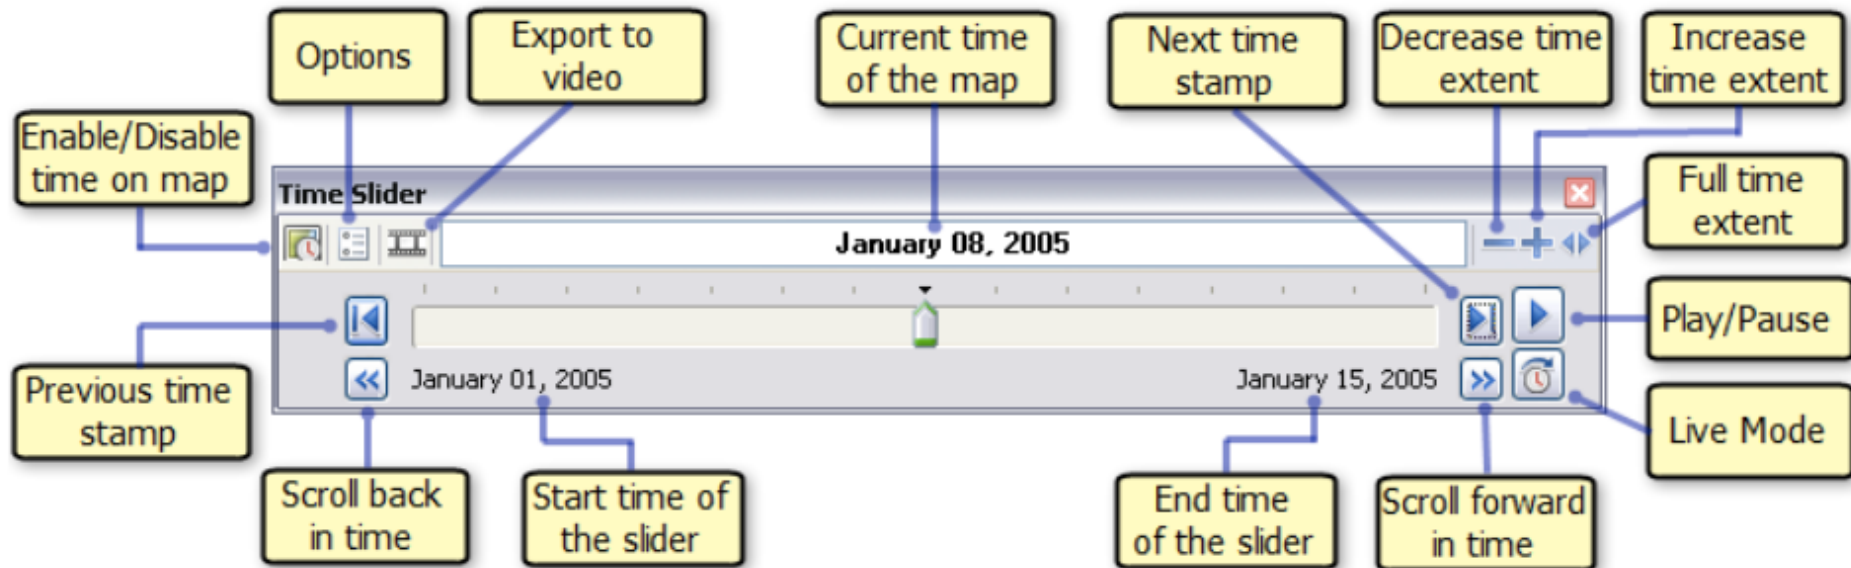 Options
Export to
video
Current time
of the map
Next time
stamp
Decrease time
extent
Increase
time extent
Enable/Disable
time on map
Time Slider
Full time
extent
January 08, 2005
Play/Pause
January 01, 2005
January 15, 2005
Previous time
stamp
Live Mode
Scroll back
in time
Start time of
the slider
End time
of the slider
Scroll forward
in time